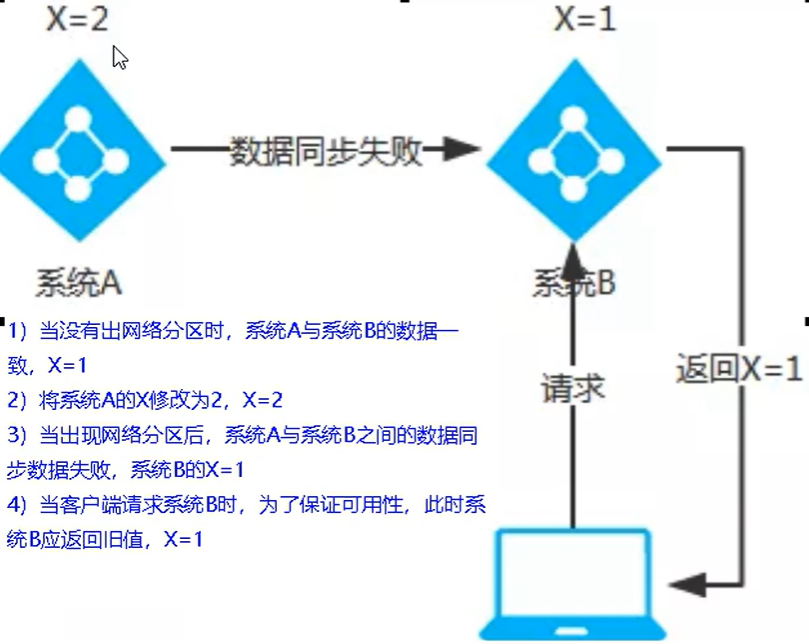 X=2
X=1
数据同步失败
系统A
系统B
1）当没有出网络分区时，系统A与系统B的数据一
致，X=1
2）将系统A的X修改为2，X=2
3）当出现网络分区后，系统A与系统B之间的数据同
步数据失败，系统B的X=1
4）当客户端请求系统B时，为了保证可用性，此时系
统B应返回旧值，X=1
请求
返回X=1